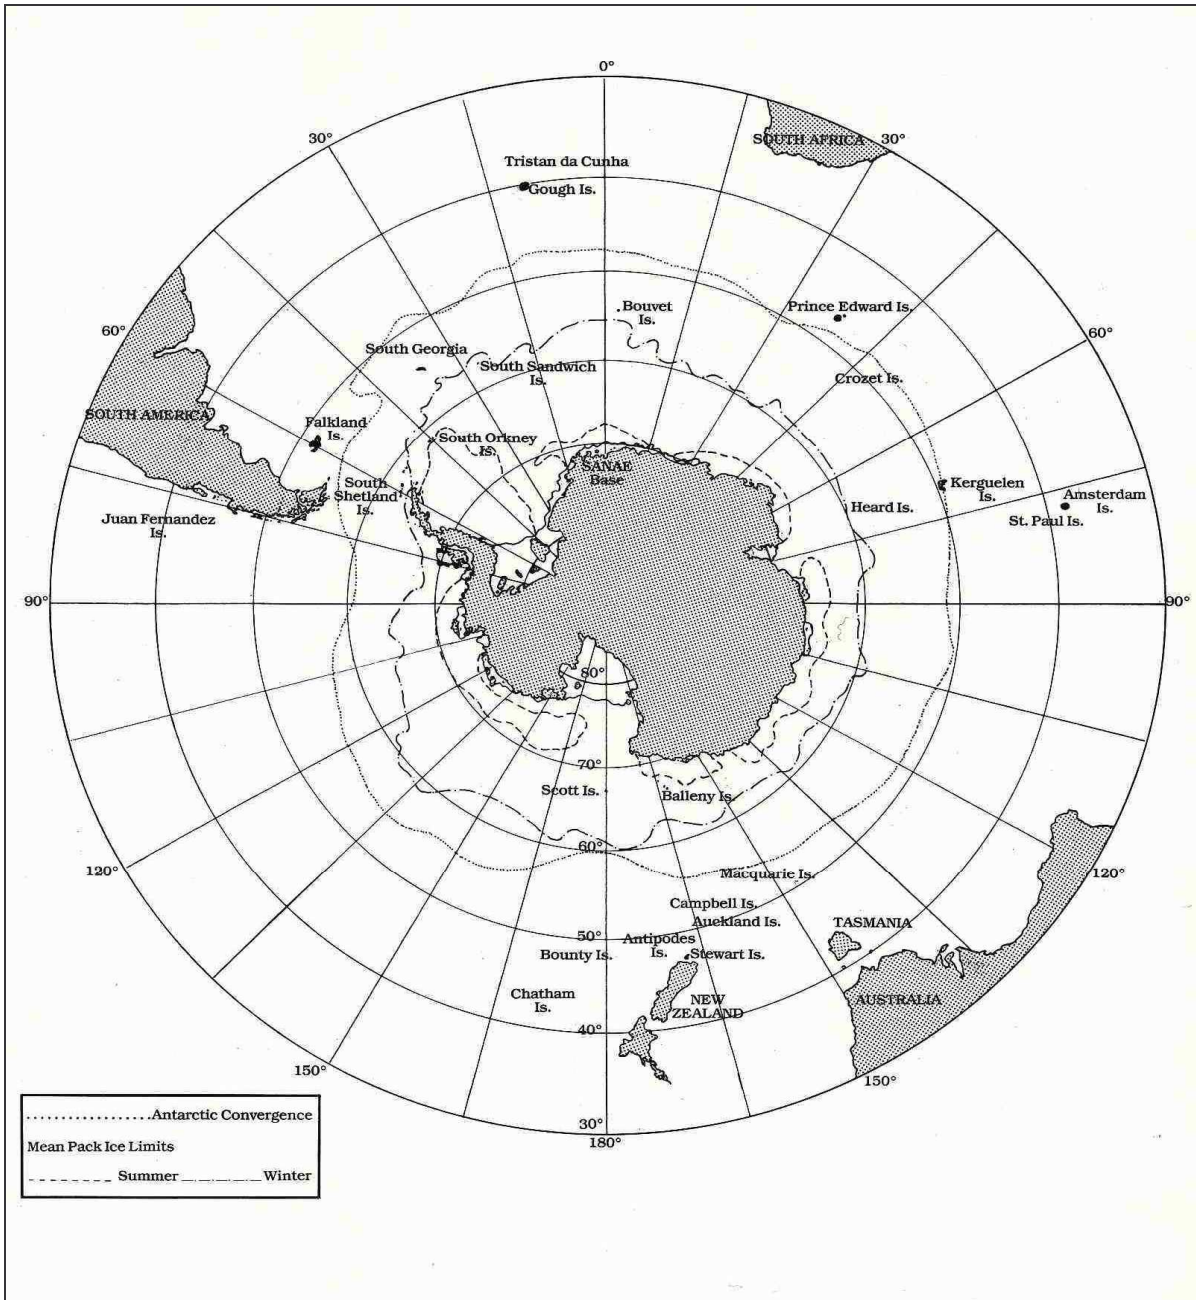 0°
30°
SOUTH AFRICA
30°
Tristan da Cunha
Gough Is.
Bouvet
Is.
Prince Edward Is.
60°
60°
South Georgia
South Sandwich
Is.
Crozet Is.
SOUTH AMERICA
Falkland
Is.
South Orkney
Is.
SANAE
Base
South
Shetland
Is.
Kerguelen
Is.
Amsterdam
Is.
Heard Is.
St. Paul Is.
Juan Fernandez
Is.
90°
90°
80°
70°
Scott Is.
Balleny Is.
60°
120°
120°
Macquarie Is.
Campbell Is.
Auckland Is.
TASMANIA
50°
Antipodes
Is.
Bounty Is.
Stewart Is.
Chatham
Is.
NEW
ZEALAND
AUSTRALIA
40°
150°
150°
30°
180°
Antarctic Convergence
Mean Pack Ice Limits
Summer Winter